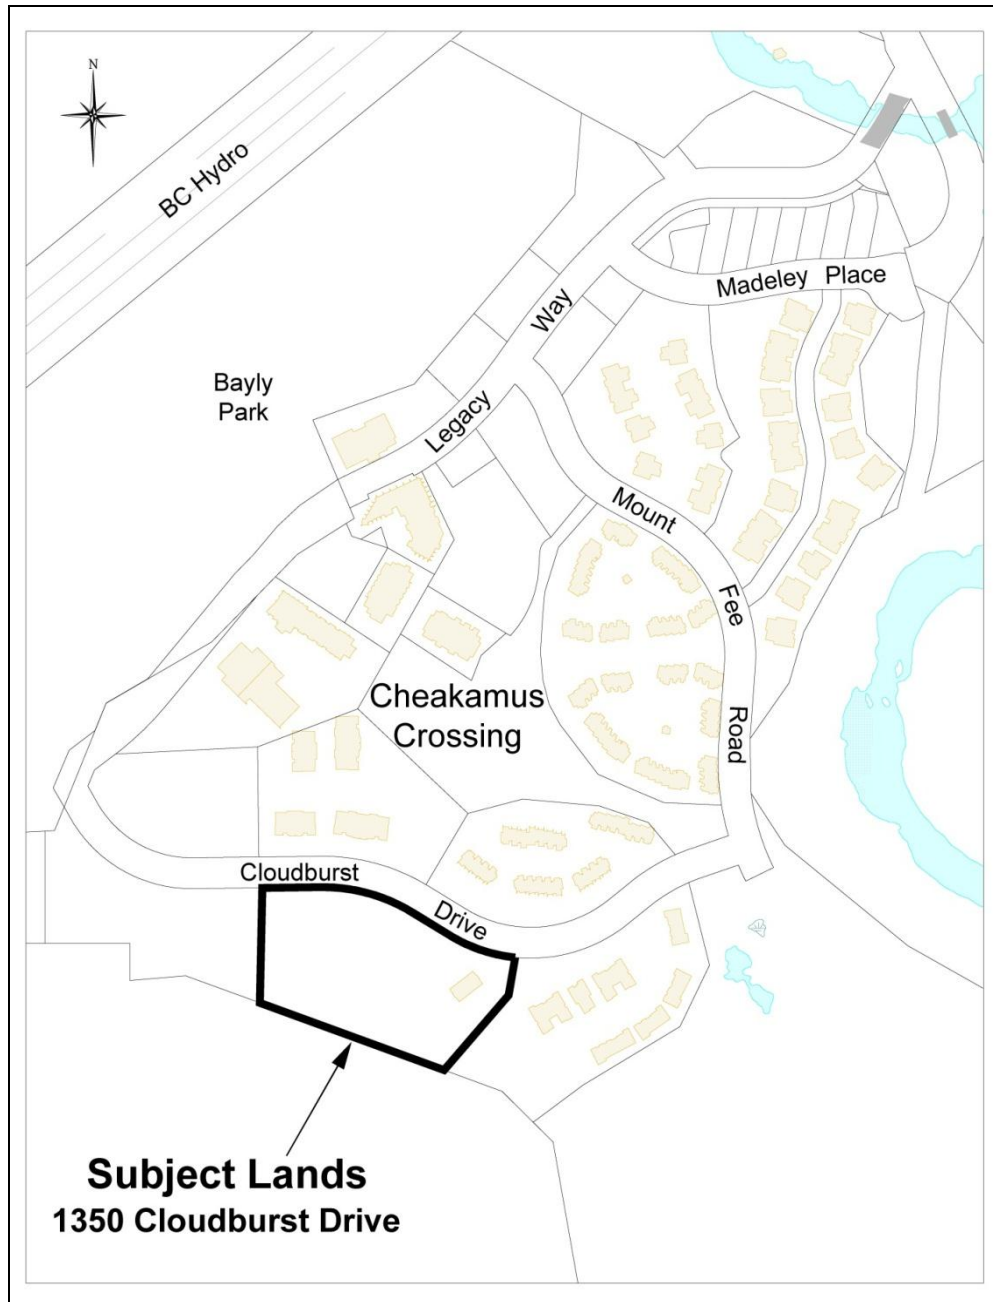 N
BC Hydro
Madeley Place
Way
Bayly
Park
Legacy
Mount
Fee
Road
Cheakamus
Crossing
Cloudburst
Drive
Subject Lands
1350 Cloudburst Drive